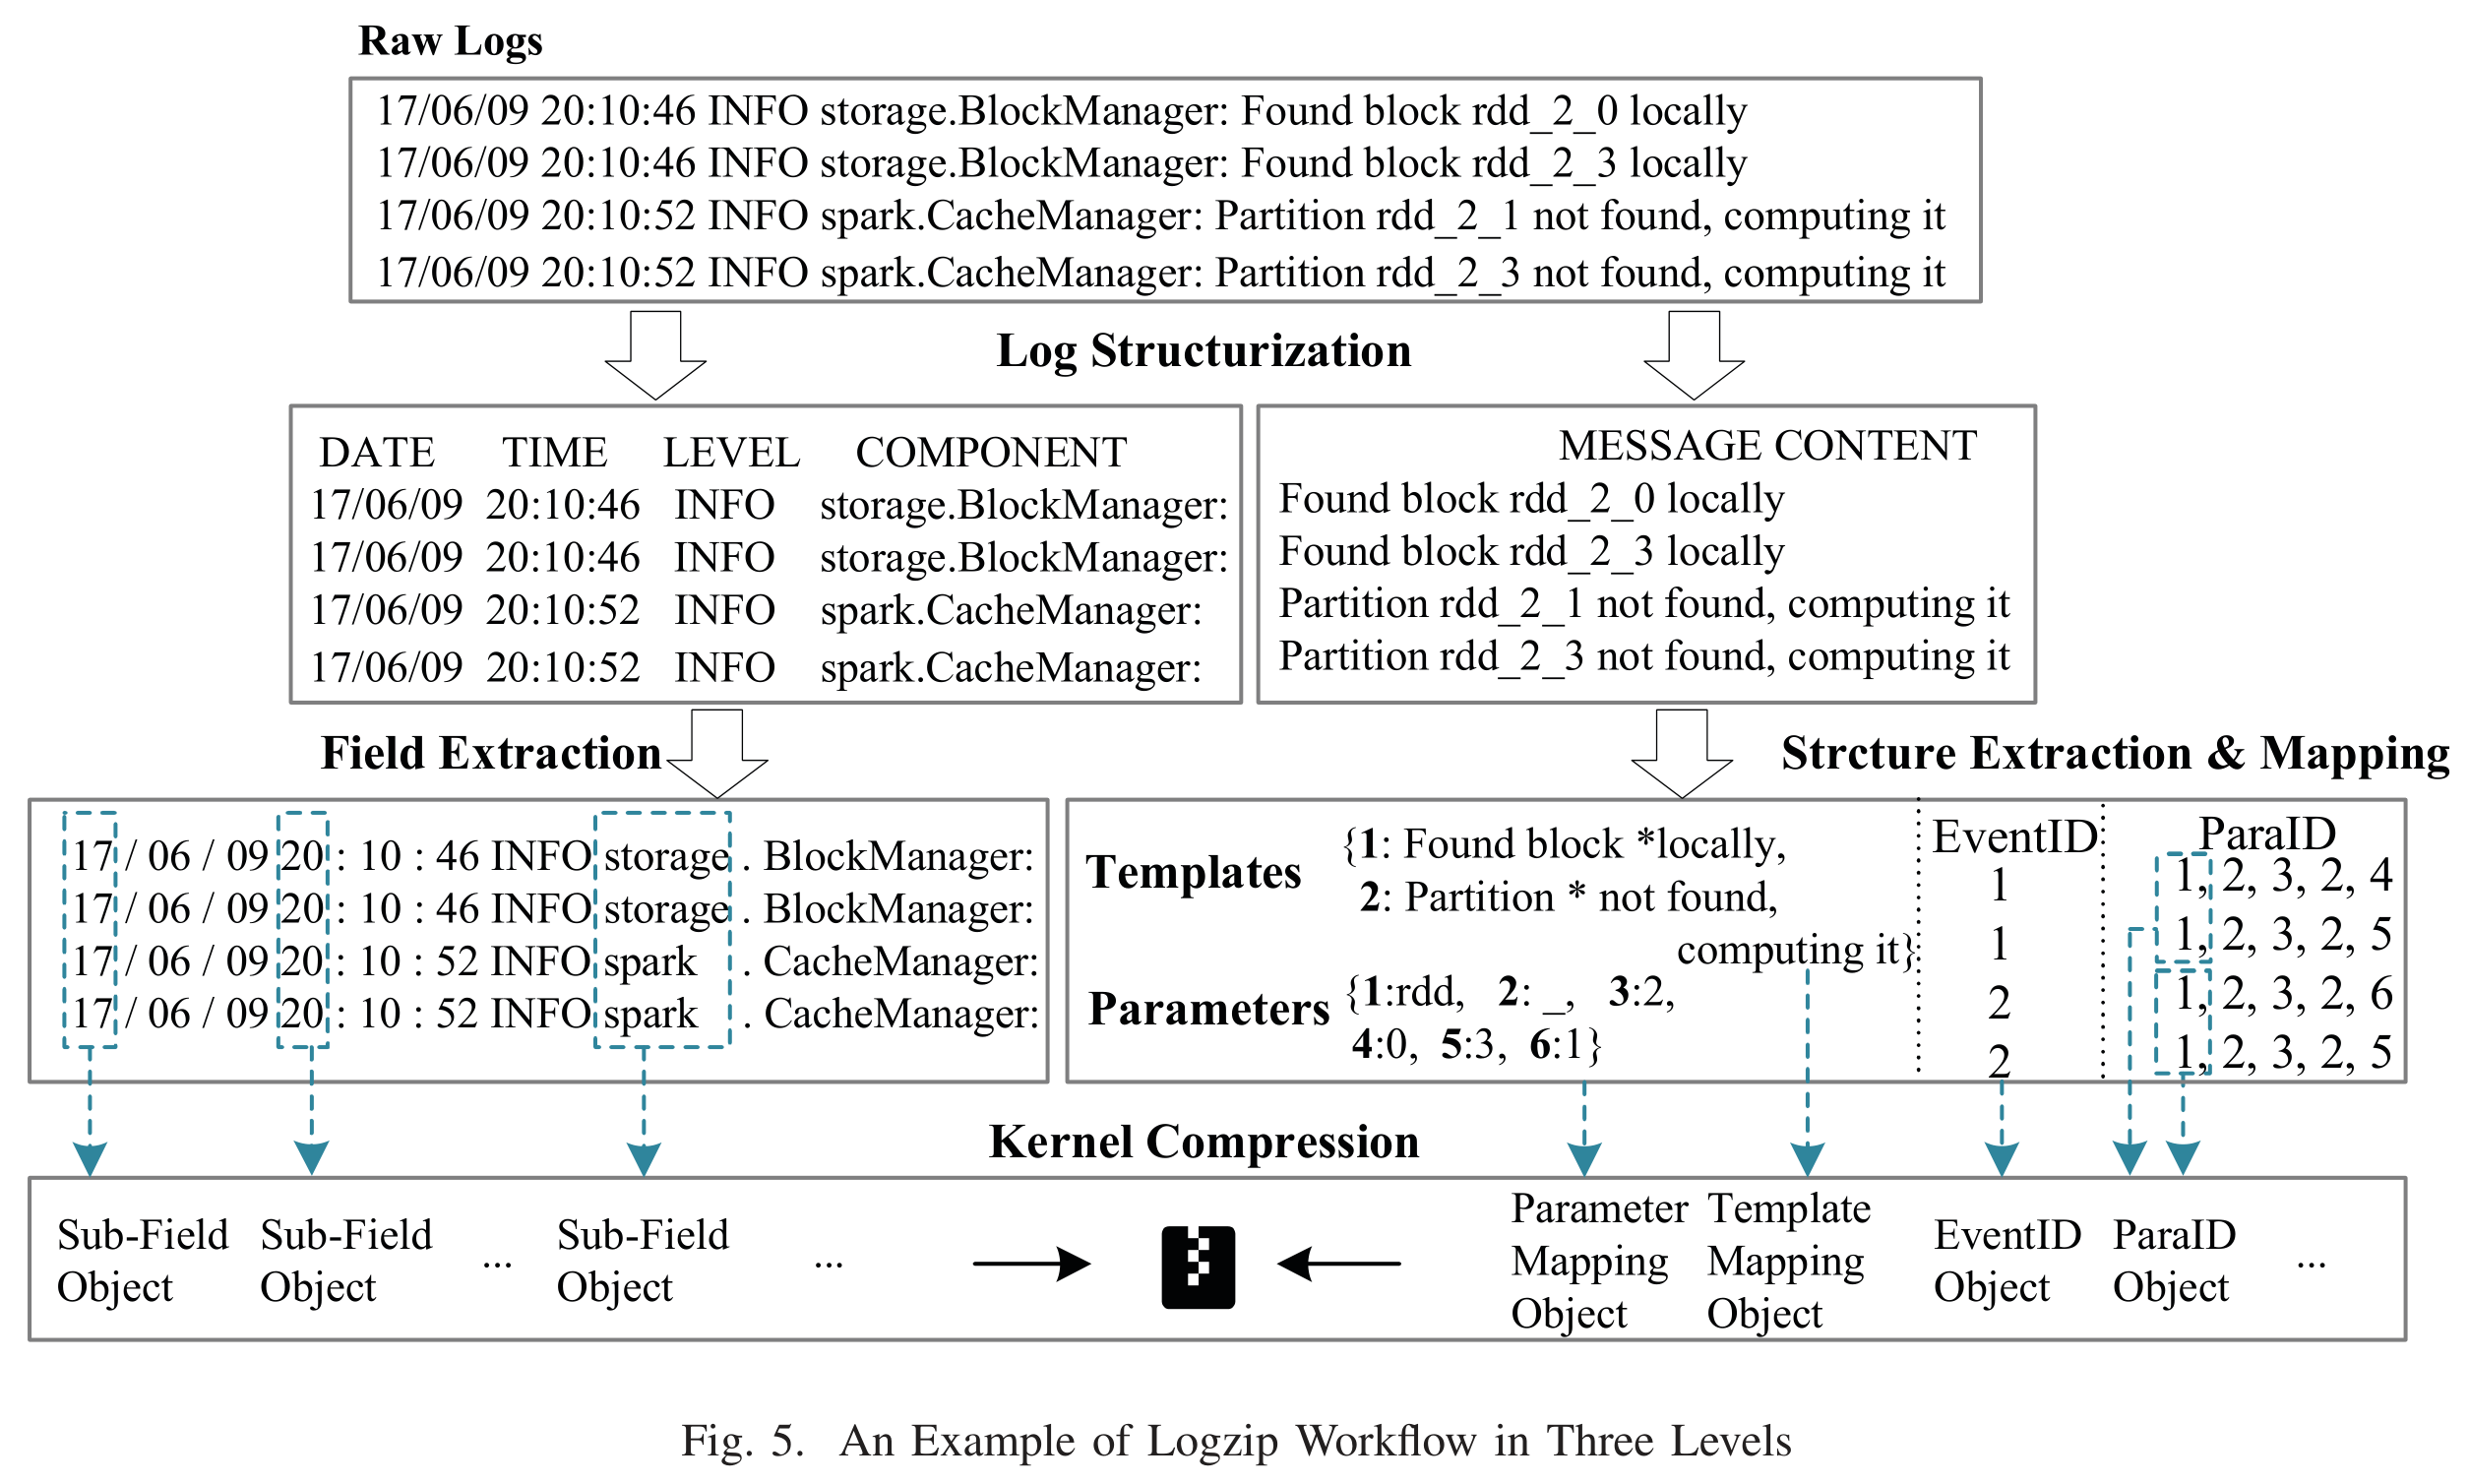 Raw Logs
17/06/09 20:10:46 INFO storage.BlockManager: Found block rdd_2_0 locally
17/06/09 20:10:46 INFO storage.BlockManager: Found block rdd_2_3 locally
17/06/09 20:10:52 INFO spark.CacheManager: Partition rdd_2_1 not found, computing it
17/06/09 20:10:52 INFO spark.CacheManager: Partition rdd_2_3 not found, computing it
Log Structurization
DATE TIME LEVEL COMPONENT
17/06/09 20:10:46 INFO storage.BlockManager:
17/06/09 20:10:46 INFO storage.BlockManager:
17/06/09 20:10:52 INFO spark.CacheManager:
17/06/09 20:10:52 INFO spark.CacheManager:
MESSAGE CONTENT
Found block rdd_2_0 locally
Found block rdd_2_3 locally
Partition rdd_2_1 not found, computing it
Partition rdd_2_3 not found, computing it
Field Extraction
17 / 06 / 09 20 : 10 : 46 INFO storage . BlockManager:
17 / 06 / 09 20 : 10 : 46 INFO storage . BlockManager:
17 / 06 / 09 20 : 10 : 52 INFO spark . CacheManager:
17 / 06 / 09 20 : 10 : 52 INFO spark . CacheManager:
Strcture Extraction & Mapping
Templates
{1: Found block *locally,
2: Partition * not found,
computing it}
Parameters
{1:rdd, 2: _, 3:2,
4:0, 5:3, 6:1}
EventID
1
1
2
2
ParaID
1, 2, 3, 2, 4
1, 2, 3, 2, 5
1, 2, 3, 2, 6
1, 2, 3, 2, 5
Kernel Compression
Sub-Field
Object
Sub-Field
Object
...
Sub-Field
Object
...
Parameter
Mapping
Object
Template
Mapping
Object
EventID
Object
ParaID
Object
...
Fig. 5. An Example of Logzip Workflow in Three Levels